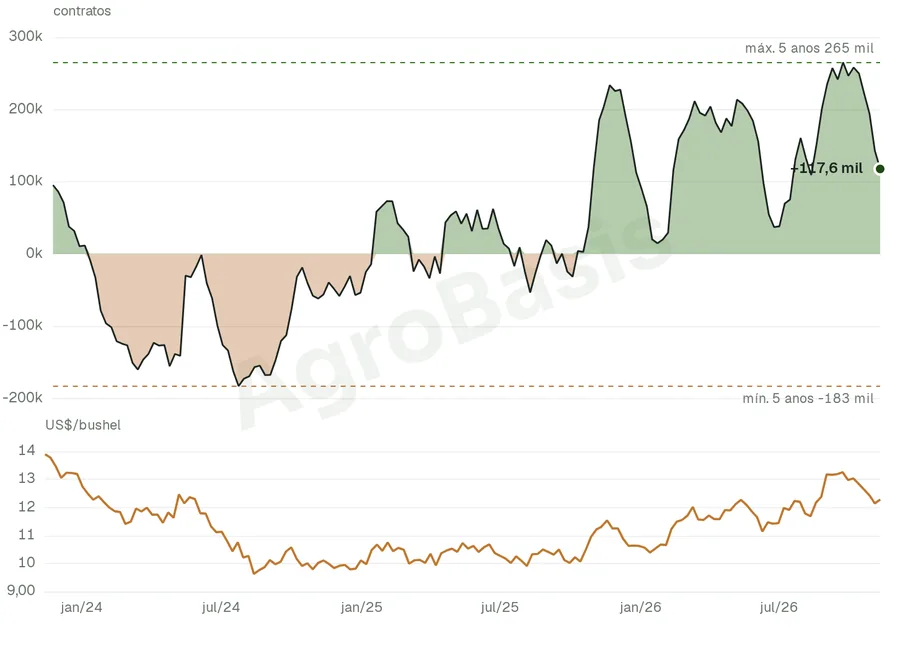 contratos
300k
máx. 5 anos 265 mil
200k
+117,6 mil
100k
0k
-100k
-200k
mín. 5 anos -183 mil
AgroBasis
US$/bushel
14
13
12
11
10
9,00
jan/24 jul/24 jan/25 jul/25 jan/26 jul/26